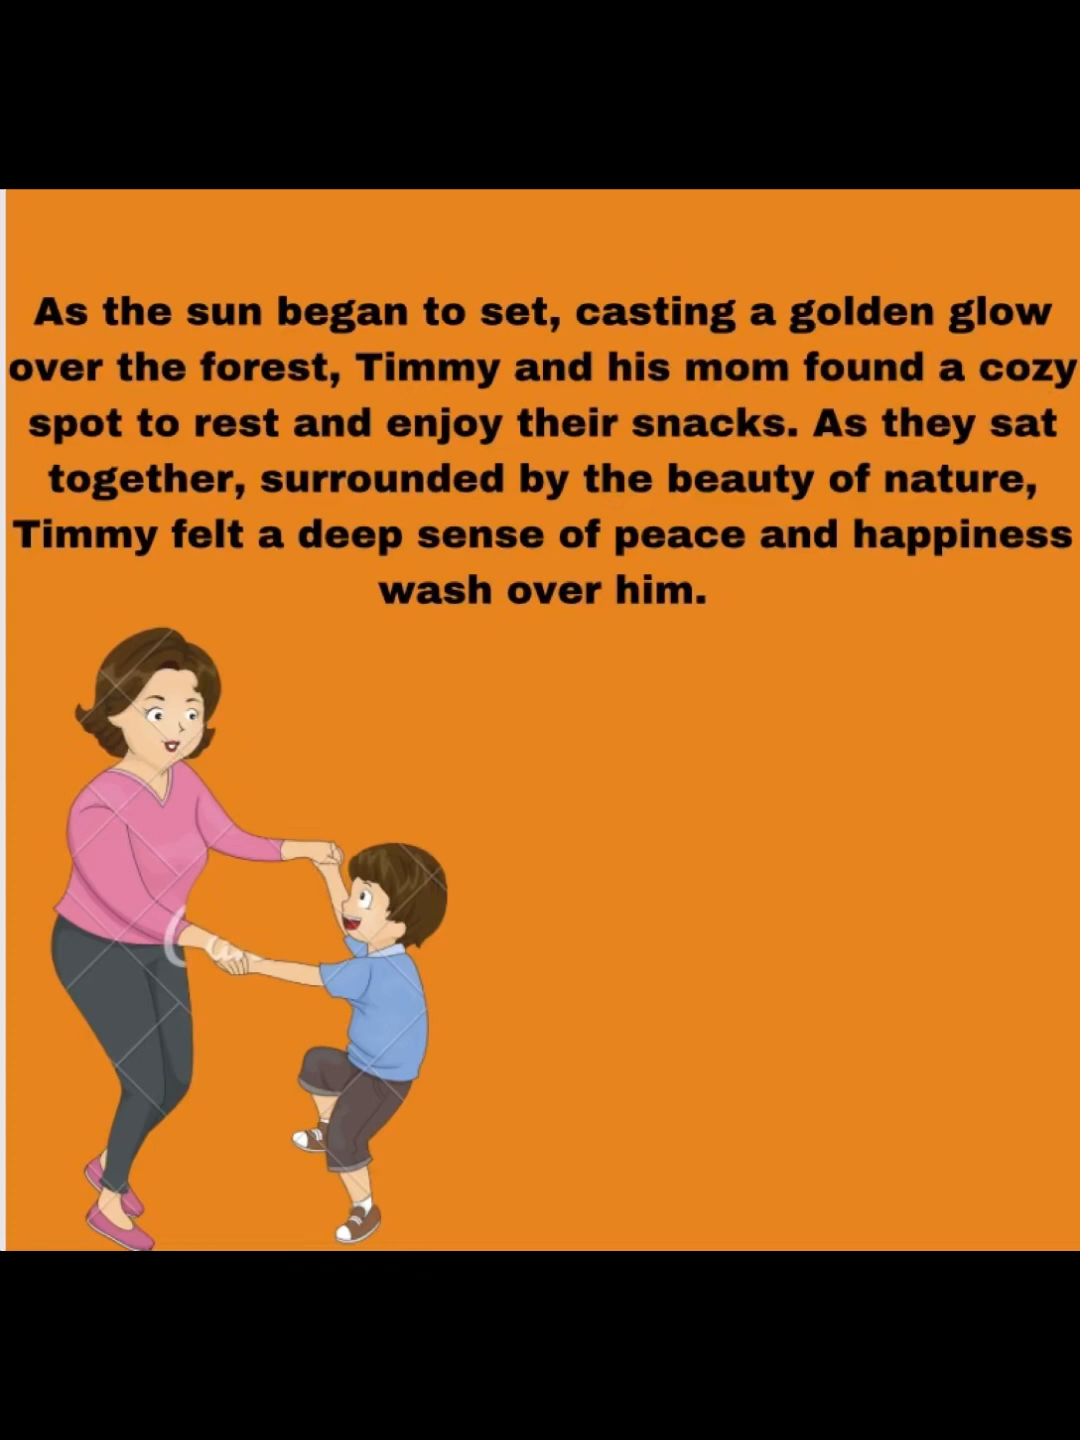 As the sun began to set, casting a golden glow
over the forest, Timmy and his mom found a cozy
spot to rest and enjoy their snacks. As they sat
together, surrounded by the beauty of nature,
Timmy felt a deep sense of peace and happiness
wash over him.